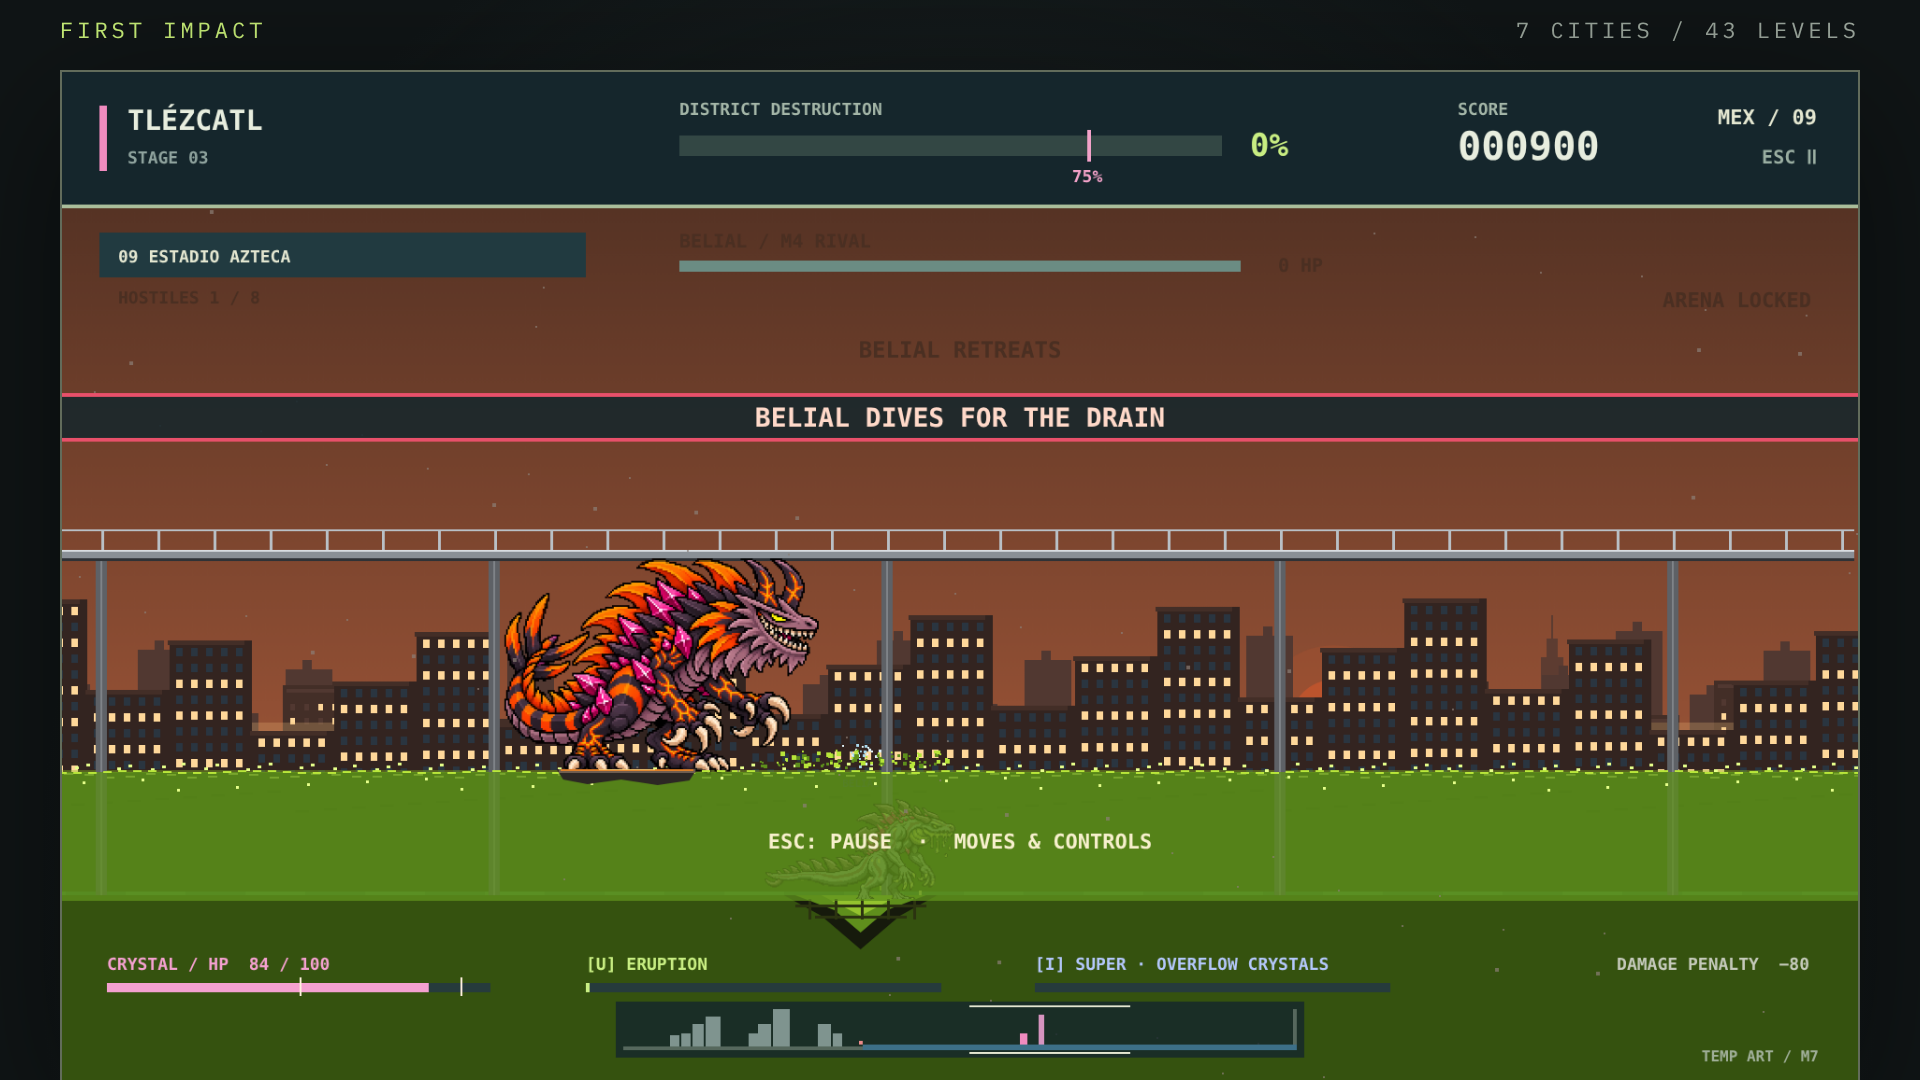 FIRST IMPACT
7 CITIES / 43 LEVELS
TLÉZCATL
STAGE 03
DISTRICT DESTRUCTION
0%
75%
SCORE
000900
MEX / 09
ESC II
09 ESTADIO AZTECA
HOSTILES 1 / 8
BELIAL / M4 RIVAL
0 HP
ARENA LOCKED
BELIAL RETREATS
BELIAL DIVES FOR THE DRAIN
ESC: PAUSE · MOVES & CONTROLS
CRYSTAL / HP 84 / 100
[U] ERUPTION
[I] SUPER · OVERFLOW CRYSTALS
DAMAGE PENALTY −80
TEMP ART / M7